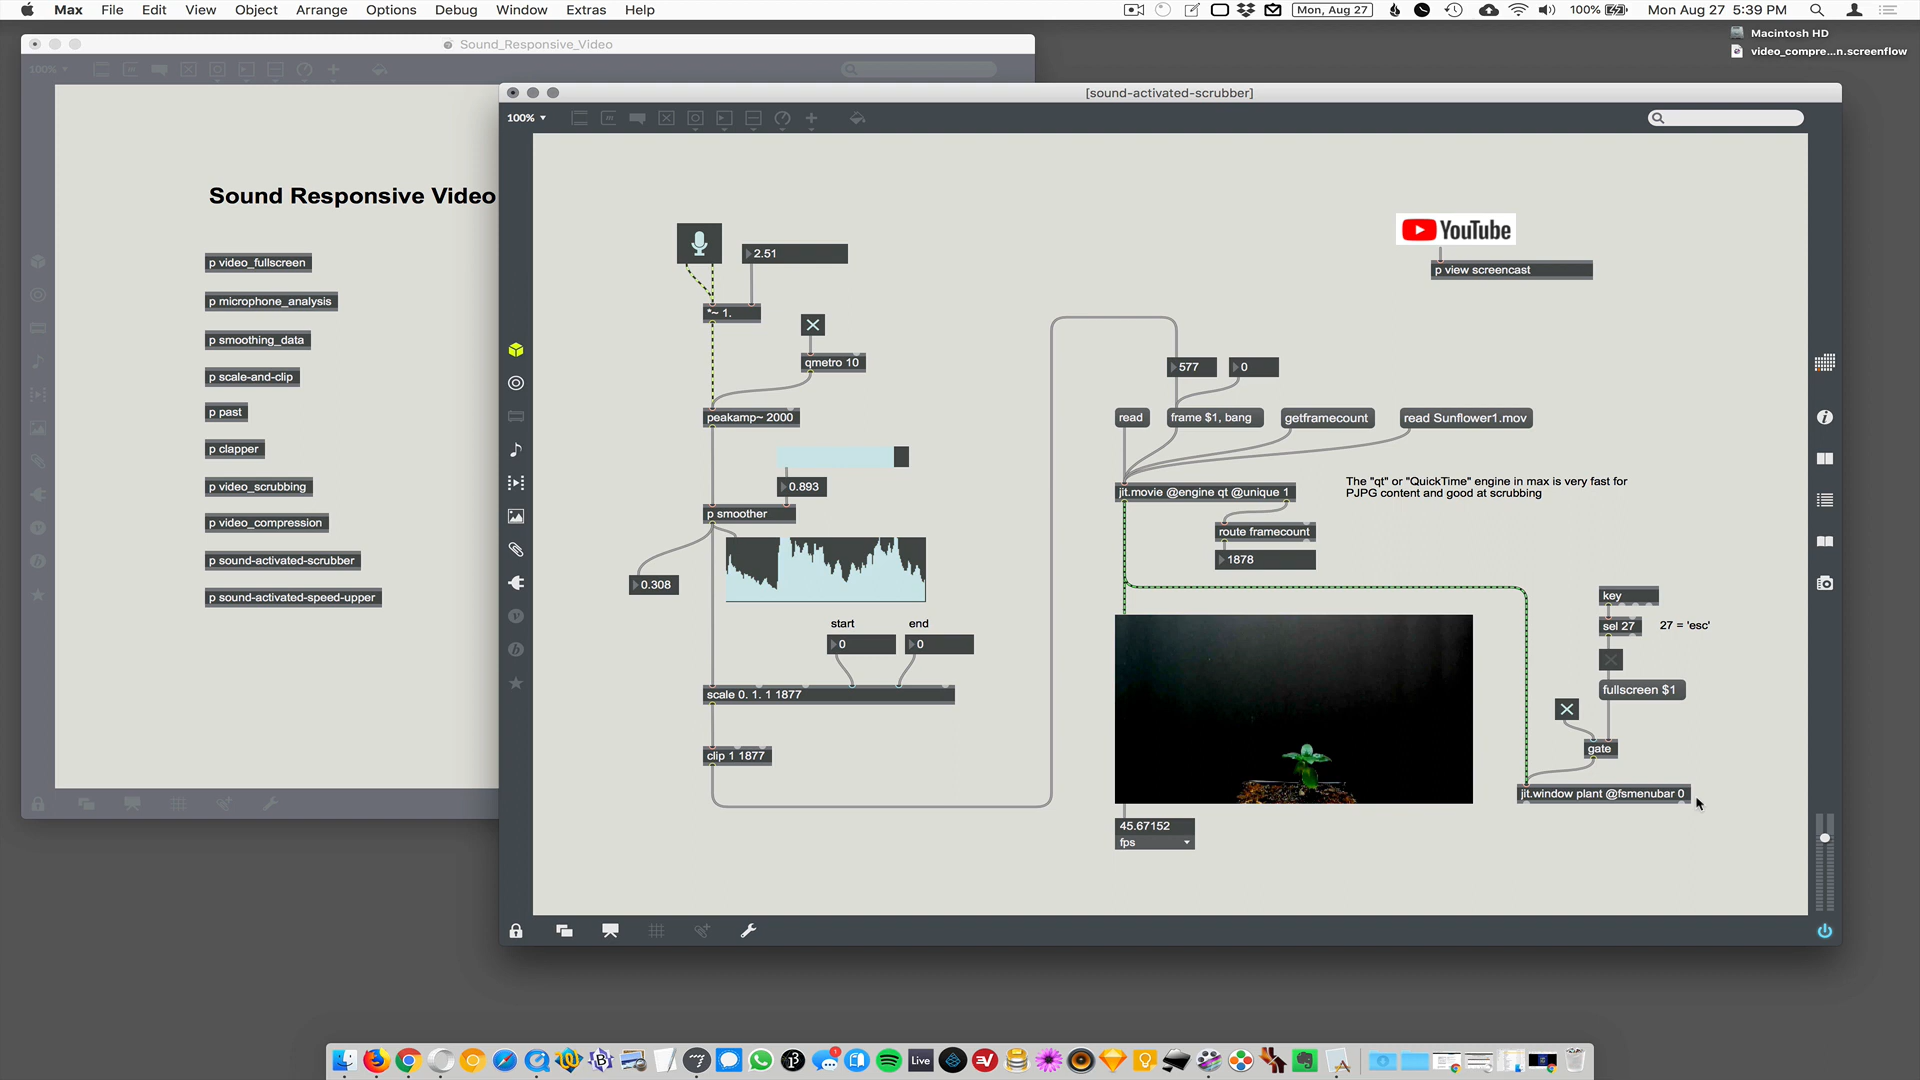 Max File Edit View Object Arrange Options Debug Window Extras Help
Mon, Aug 27 100% Mon Aug 27 5:39 PM
Macintosh HD
video_compre...n.screenflow
Sound_Responsive_Video
100%
Sound Responsive Video
p video_fullscreen
p microphone_analysis
p smoothing_data
p scale-and-clip
p past
p clapper
p video_scrubbing
p video_compression
p sound-activated-scrubber
p sound-activated-speed-upper
[sound-activated-scrubber]
100%
2.51
*~ 1.
qmetro 10
peakamp~ 2000
0.893
p smoother
0.308
start end
0 0
scale 0. 1. 1 1877
clip 1 1877
YouTube
p view screencast
577 0
read frame $1, bang getframecount read Sunflower1.mov
jit.movie @engine qt @unique 1
The "qt" or "QuickTime" engine in max is very fast for
PJPG content and good at scrubbing
route framecount
1878
key
sel 27 27 = 'esc'
fullscreen $1
gate
jit.window plant @fsmenubar 0
45.67152
fps
Live